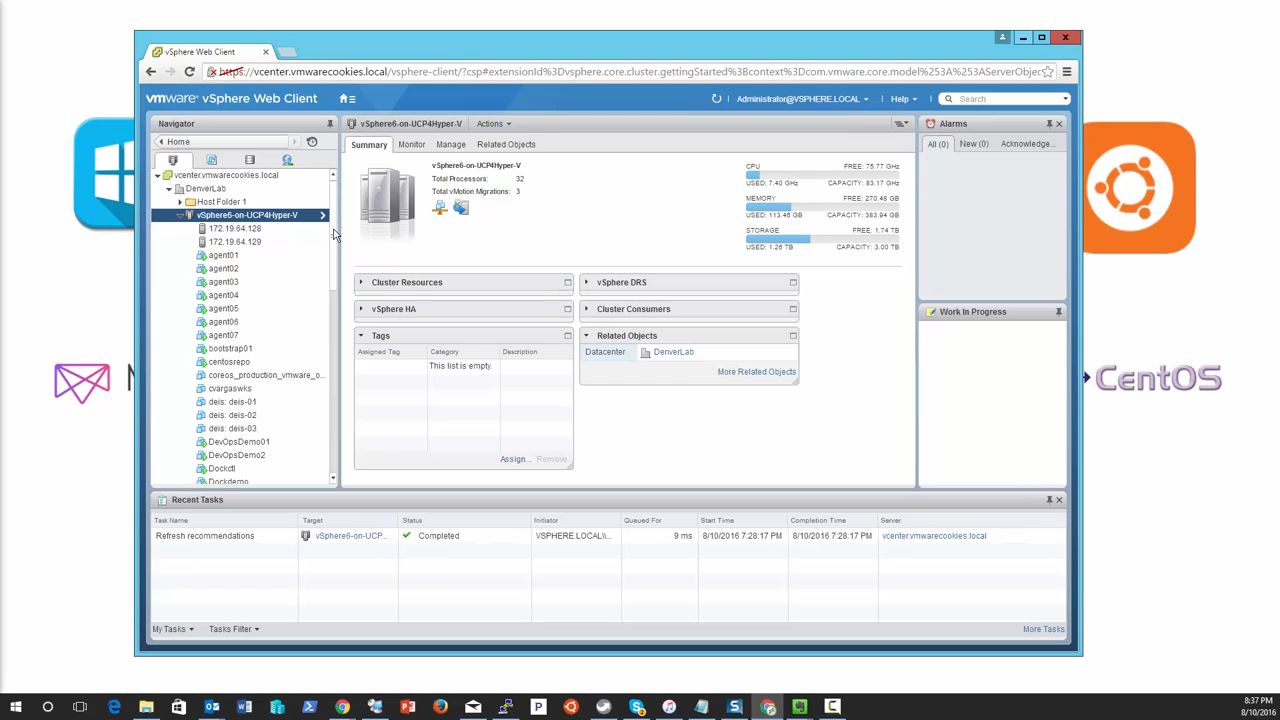 vSphere Web Client
https://vcenter.vmwarecookies.local/vsphere-client/?csp#extensionId%3Dvsphere.core.cluster.gettingStarted%3Bcontext%3Dcom.vmware.core.model%253A%253AServerObjec
vmware® vSphere Web Client
Administrator@VSPHERE.LOCAL
Help
Search
Navigator
Home
vcenter.vmwarecookies.local
DenverLab
Host Folder 1
vSphere6-on-UCP4Hyper-V
172.19.64.128
172.19.64.129
agent01
agent02
agent03
agent04
agent05
agent06
agent07
bootstrap01
centosrepo
coreos_production_vmware_o...
cvargaswks
deis: deis-01
deis: deis-02
deis: deis-03
DevOpsDemo01
DevOpsDemo2
Dockctl
Dockdemo
vSphere6-on-UCP4Hyper-V
Actions
Summary
Monitor
Manage
Related Objects
vSphere6-on-UCP4Hyper-V
Total Processors: 32
Total vMotion Migrations: 3
CPU FREE: 75.77 GHz
USED: 7.40 GHz CAPACITY: 83.17 GHz
MEMORY FREE: 270.48 GB
USED: 113.46 GB CAPACITY: 383.94 GB
STORAGE FREE: 1.74 TB
USED: 1.26 TB CAPACITY: 3.00 TB
Cluster Resources
vSphere DRS
vSphere HA
Cluster Consumers
Tags
Assigned Tag Category Description
This list is empty.
Assign... Remove...
Related Objects
Datacenter DenverLab
More Related Objects
Alarms
All (0) New (0) Acknowledge...
Work In Progress
Recent Tasks
Task Name Target Status Initiator Queued For Start Time Completion Time Server
Refresh recommendations vSphere6-on-UCP... Completed VSPHERE.LOCAL\... 9 ms 8/10/2016 7:28:17 PM 8/10/2016 7:28:17 PM vcenter.vmwarecookies.local
My Tasks Tasks Filter More Tasks
CentOS
8:37 PM
8/10/2016